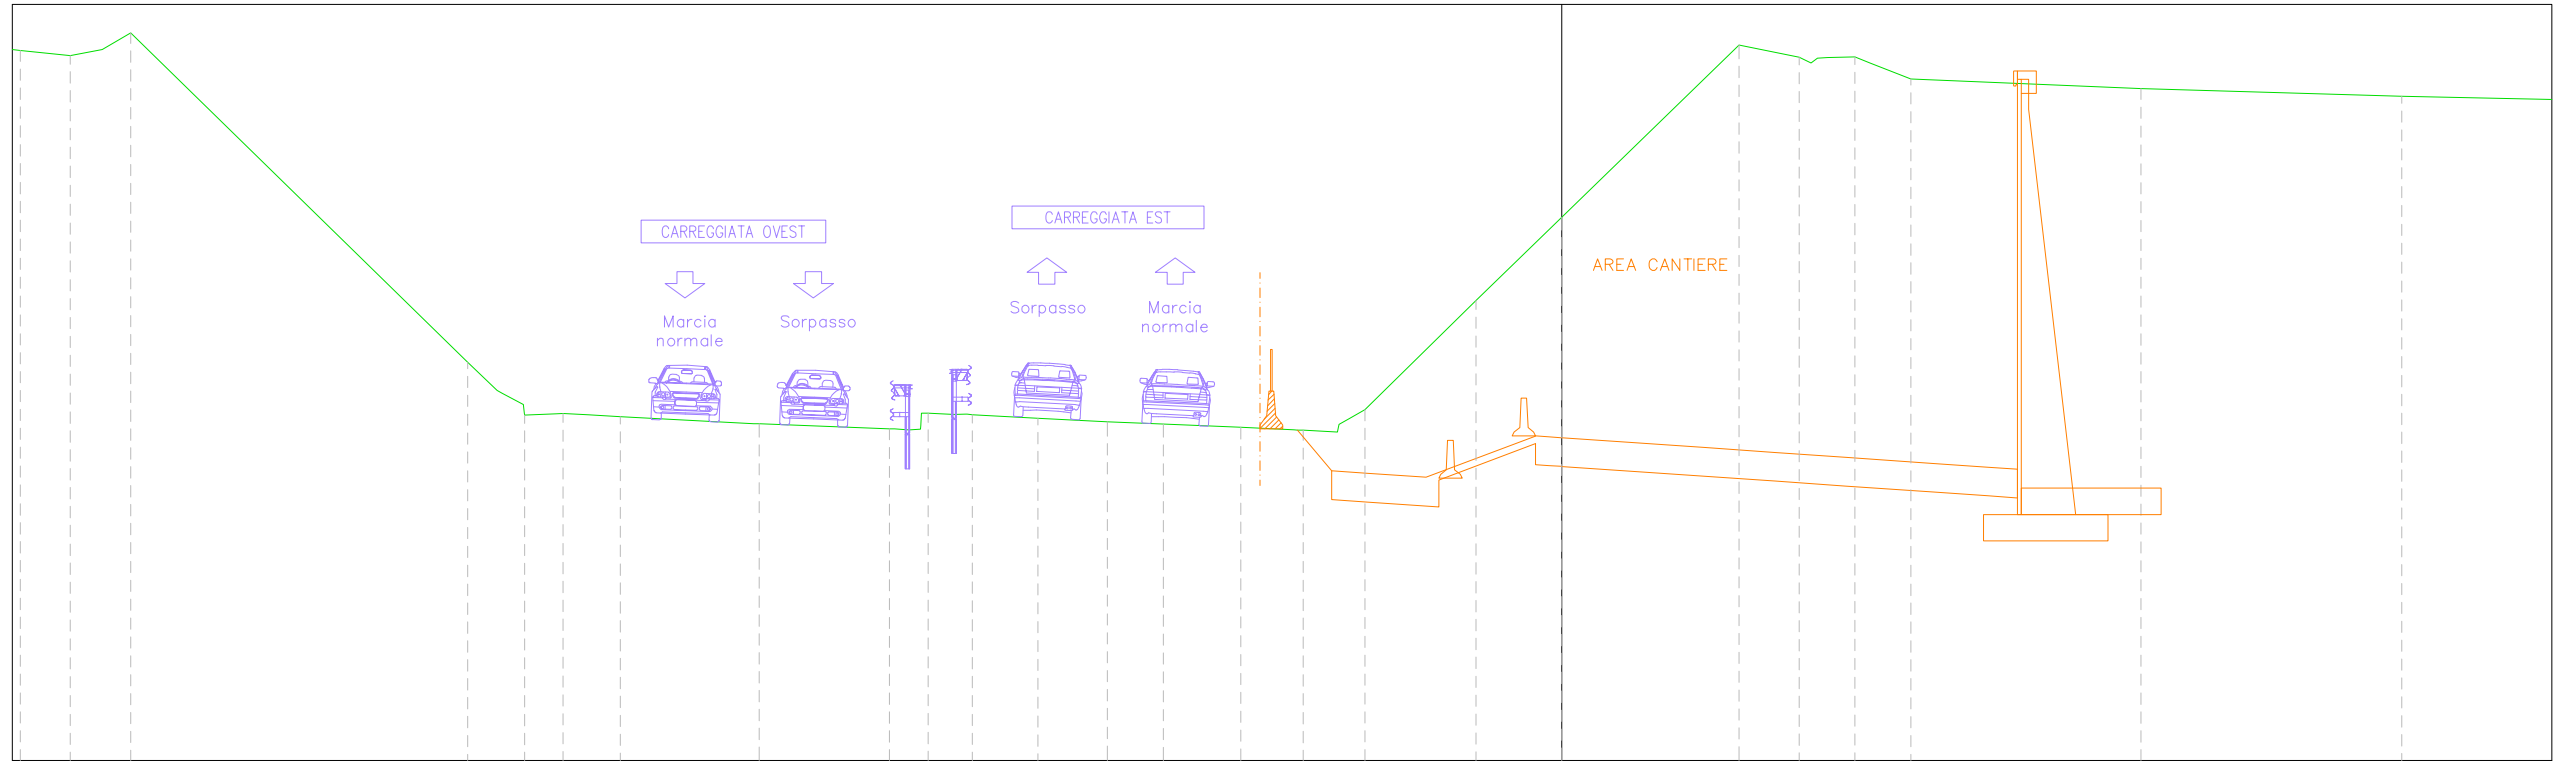 CARREGGIATA OVEST
CARREGGIATA EST
Marcia
normale
Sorpasso
Sorpasso
Marcia
normale
AREA CANTIERE